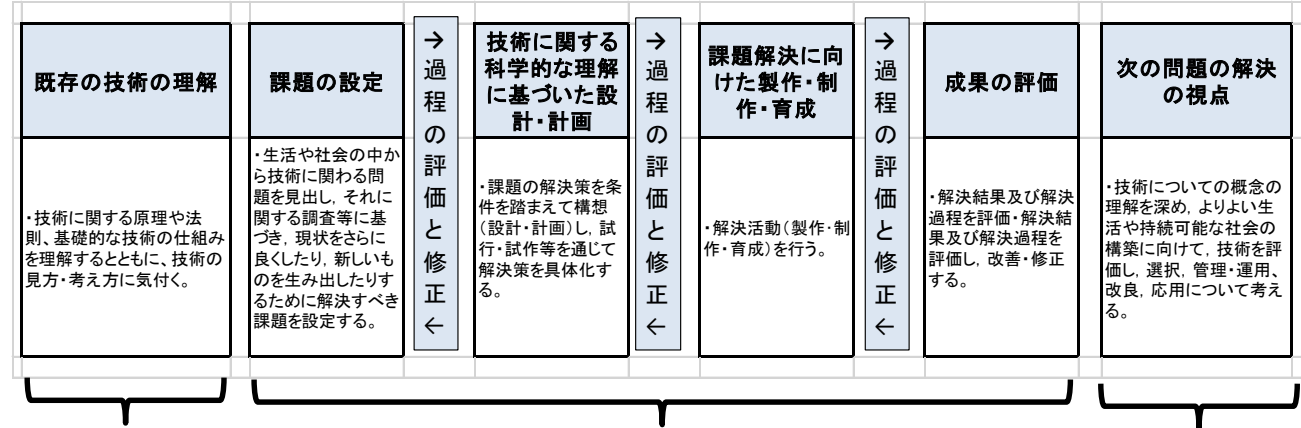 既存の技術の理解
・技術に関する原理や法
則、基礎的な技術の仕組み
を理解するとともに、技術の
見方・考え方に気付く。
課題の設定
・生活や社会の中か
ら技術に関わる問
題を見出し，それに
関する調査等に基
づき，現状をさらに
良くしたり，新しいも
のを生み出したりす
るために解決すべき
課題を設定する。
→過程の評価と修正←
技術に関する
科学的な理解
に基づいた設
計・計画
・課題の解決策を条
件を踏まえて構想
（設計・計画）し，試
行・試作等を通じて
解決策を具体化す
る。
→過程の評価と修正←
課題解決に向
けた製作・制
作・育成
・解決活動（製作・制
作・育成）を行う。
→過程の評価と修正←
成果の評価
・解決結果及び解決
過程を評価・解決結
果及び解決過程を
評価し，改善・修正
する。
次の問題の解決
の視点
・技術についての概念の
理解を深め，よりよい生
活や持続可能な社会の
構築に向けて，技術を評
価し，選択，管理・運用、
改良，応用について考え
る。